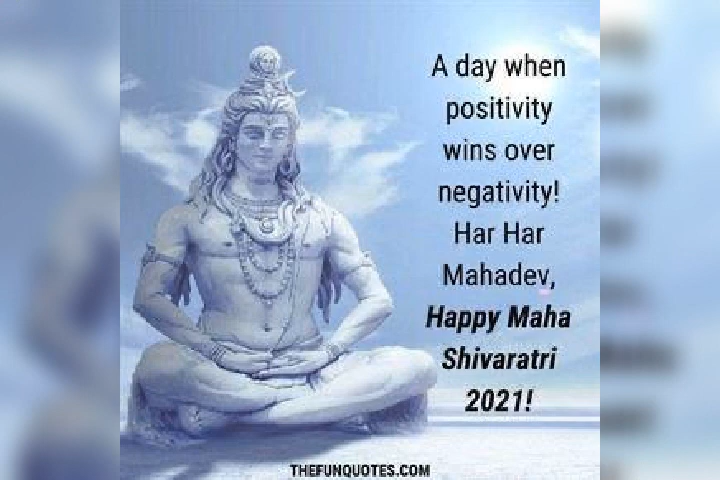 A day when
positivity
wins over
negativity!
Har Har
Mahadev,
Happy Maha
Shivaratri
2021!
THEFUNQUOTES.COM